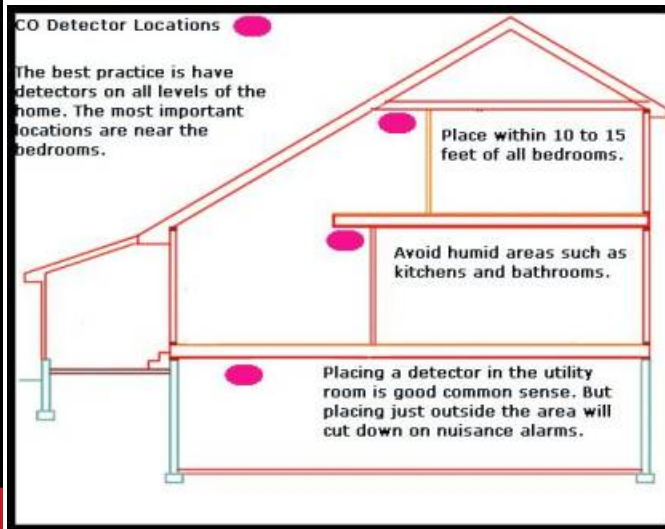 CO Detector Locations
The best practice is have
detectors on all levels of the
home. The most important
locations are near the
bedrooms.
Place within 10 to 15
feet of all bedrooms.
Avoid humid areas such as
kitchens and bathrooms.
Placing a detector in the utility
room is good common sense. But
placing just outside the area will
cut down on nuisance alarms.